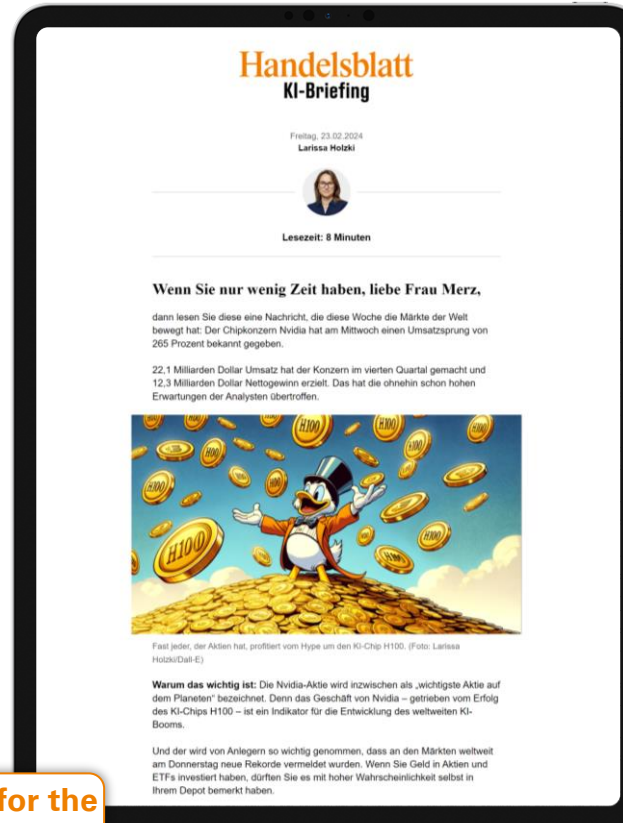 Handelsblatt
KI-Briefing
Freitag, 23.02.2024
Larissa Holzki
Lesezeit: 8 Minuten
Wenn Sie nur wenig Zeit haben, liebe Frau Merz,
dann lesen Sie diese eine Nachricht, die diese Woche die Märkte der Welt
bewegt hat: Der Chipkonzern Nvidia hat am Mittwoch einen Umsatzsprung von
265 Prozent bekannt gegeben.
22,1 Milliarden Dollar Umsatz hat der Konzern im vierten Quartal gemacht und
12,3 Milliarden Dollar Nettogewinn erzielt. Das hat die ohnehin schon hohen
Erwartungen der Analysten übertroffen.
H100
H100
H100
H100
H100
H100
H100
Fast jeder, der Aktien hat, profitiert vom Hype um den KI-Chip H100. (Foto: Larissa
Holzki/Dall-E)
Warum das wichtig ist: Die Nvidia-Aktie wird inzwischen als „wichtigste Aktie auf
dem Planeten“ bezeichnet. Denn das Geschäft von Nvidia – getrieben vom Erfolg
des KI-Chips H100 – ist ein Indikator für die Entwicklung des weltweiten KI-
Booms.
Und der wird von Anlegern so wichtig genommen, dass an den Märkten weltweit
am Donnerstag neue Rekorde vermeldet wurden. Wenn Sie Geld in Aktien und
ETFs investiert haben, dürften Sie es mit hoher Wahrscheinlichkeit selbst in
Ihrem Depot bemerkt haben.
for the